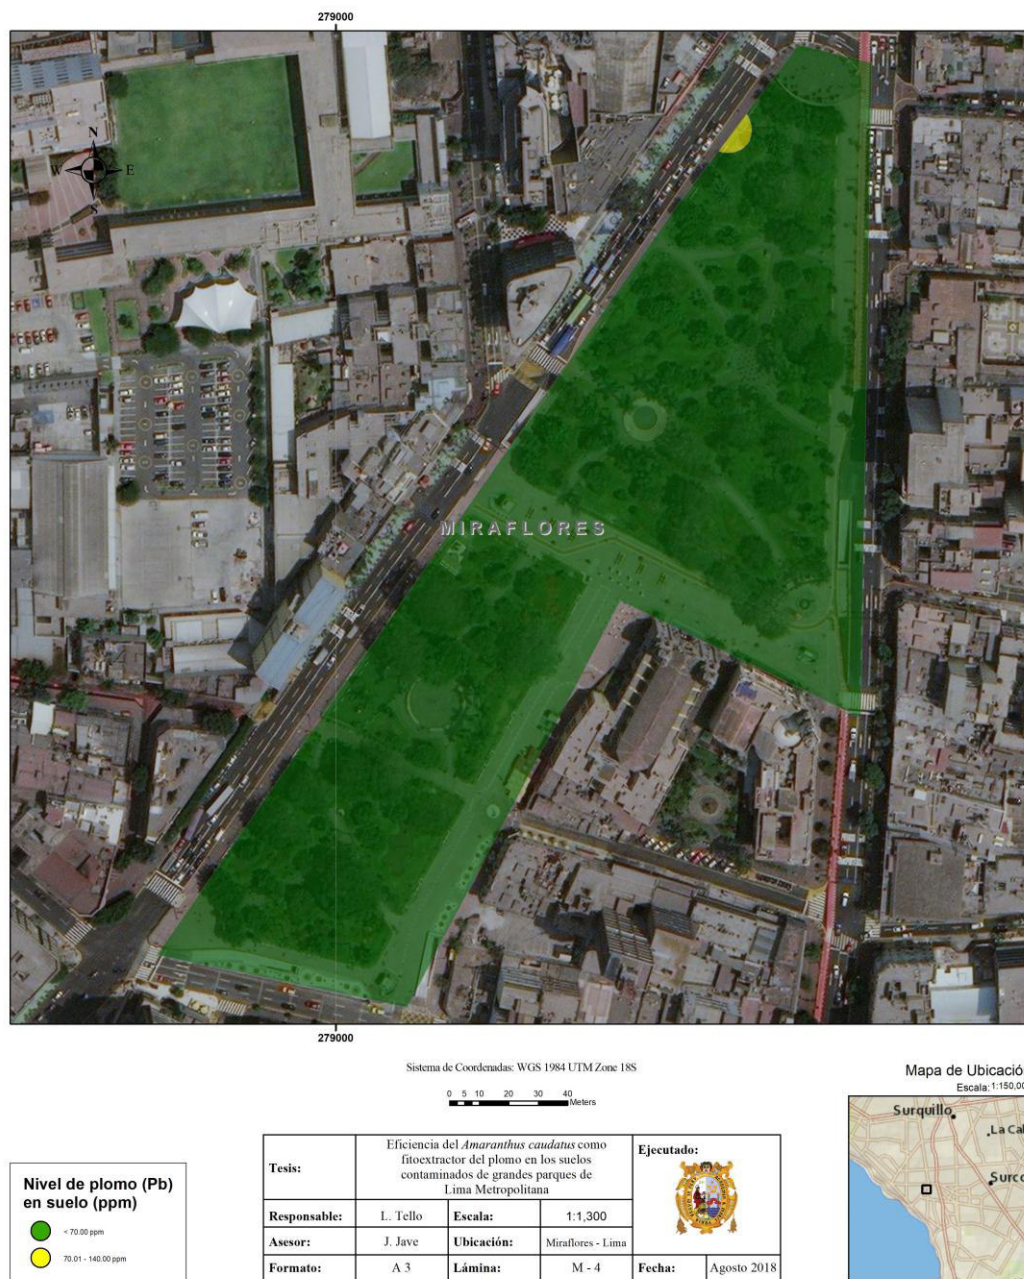 279000
N
W E
S
MIRAFLORES
279000
Sistema de Coordenadas: WGS 1984 UTM Zone 18S
0 5 10 20 30 40
Meters
Mapa de Ubicació
Escala: 1:150,00
Surquillo
La Cal
Surco
Nivel de plomo (Pb)
en suelo (ppm)
< 70.00 ppm
70.01 - 140.00 ppm
Tesis:
Eficiencia del Amaranthus caudatus como
fitoextractor del plomo en los suelos
contaminados de grandes parques de
Lima Metropolitana
Ejecutado:
Responsable: L. Tello Escala: 1:1,300
Asesor: J. Jave Ubicación: Miraflores - Lima
Formato: A 3 Lámina: M - 4 Fecha: Agosto 2018